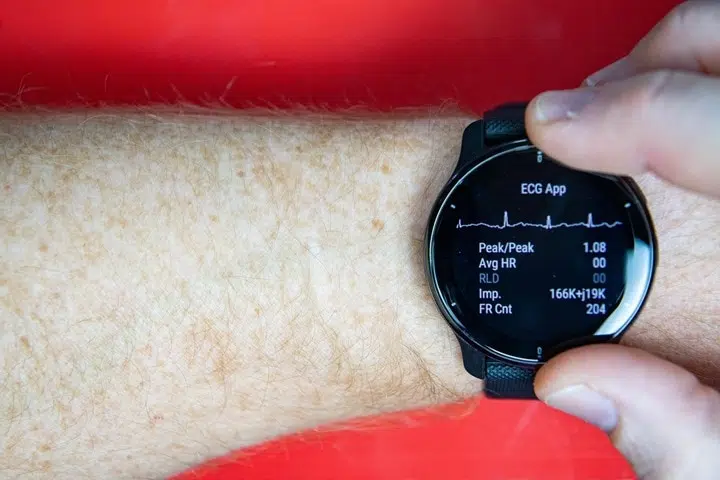 ECG App
Peak/Peak 1.08
Avg HR 00
RLD 00
Imp. 166K+j19K
FR Cnt 204